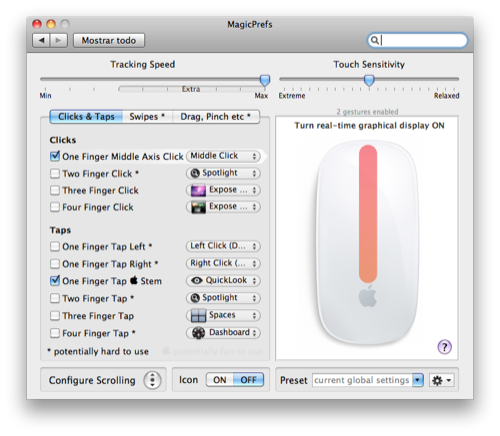 MagicPrefs
Mostrar todo
Tracking Speed
Touch Sensitivity
Extra
Min
Max
Extreme
Relaxed
2 gestures enabled
Clicks & Taps
Swipes *
Drag, Pinch etc *
Turn real-time graphical display ON
Clicks
One Finger Middle Axis Click
Middle Click
Two Finger Click *
Spotlight
Three Finger Click
Expose ...
Four Finger Click
Expose ...
Taps
One Finger Tap Left *
Left Click (D...
One Finger Tap Right *
Right Click (...
One Finger Tap Stem
QuickLook
Two Finger Tap *
Spotlight
Three Finger Tap
Spaces
Four Finger Tap *
Dashboard
* potentially hard to use
?
Configure Scrolling
Icon
ON
OFF
Preset
current global settings